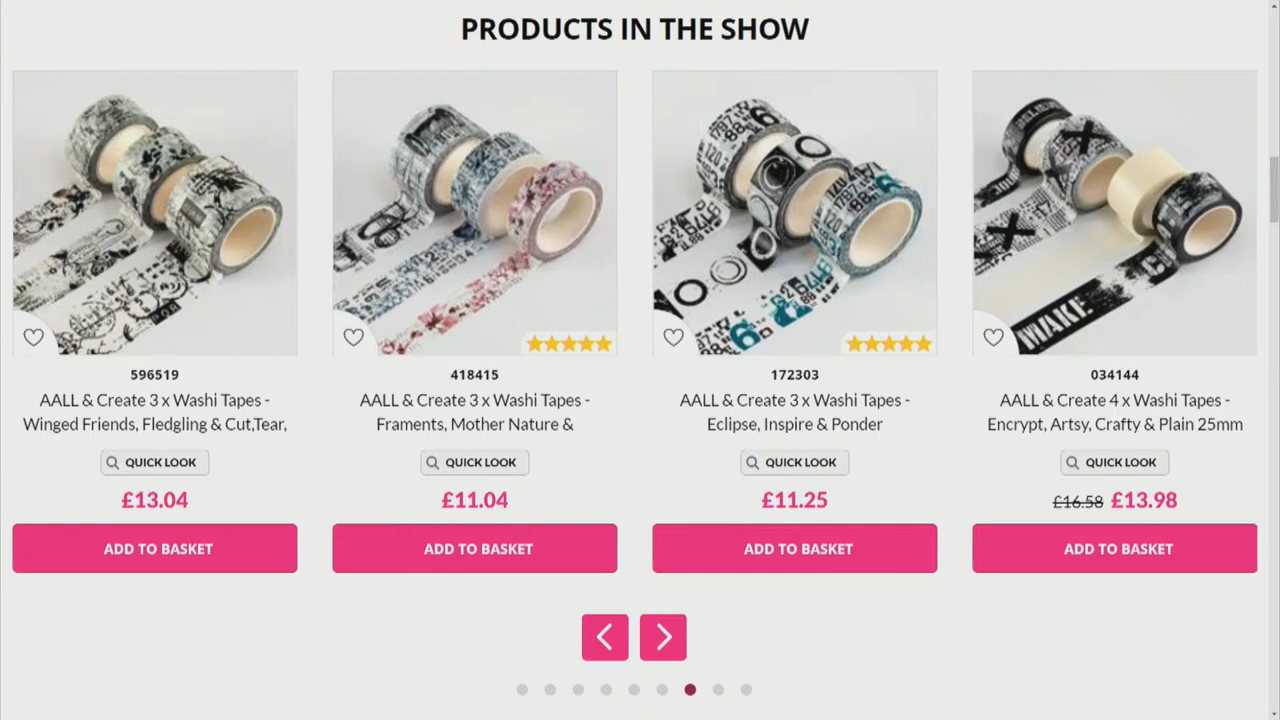 PRODUCTS IN THE SHOW
596519
AALL & Create 3 x Washi Tapes -
Winged Friends, Fledgling & Cut,Tear,
QUICK LOOK
£13.04
ADD TO BASKET
418415
AALL & Create 3 x Washi Tapes -
Framents, Mother Nature &
QUICK LOOK
£11.04
ADD TO BASKET
172303
AALL & Create 3 x Washi Tapes -
Eclipse, Inspire & Ponder
QUICK LOOK
£11.25
ADD TO BASKET
MAKE
034144
AALL & Create 4 x Washi Tapes -
Encrypt, Artsy, Crafty & Plain 25mm
QUICK LOOK
£16.58 £13.98
ADD TO BASKET